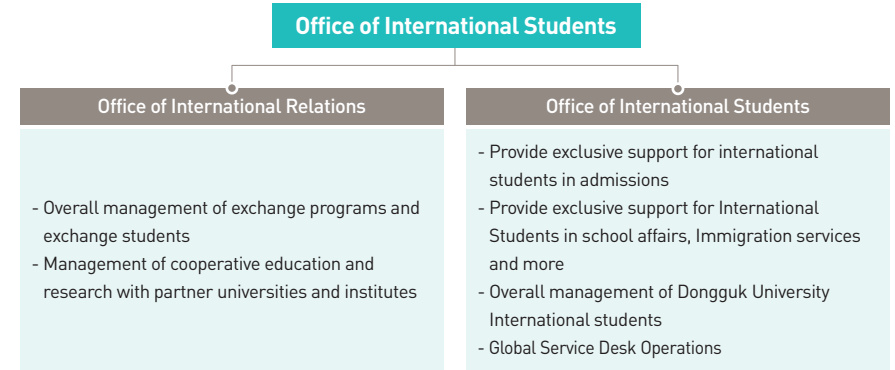 Office of International Students
Office of International Relations
- Overall management of exchange programs and
exchange students
- Management of cooperative education and
research with partner universities and institutes
Office of International Students
- Provide exclusive support for international
students in admissions
- Provide exclusive support for International
Students in school affairs, Immigration services
and more
- Overall management of Dongguk University
International students
- Global Service Desk Operations